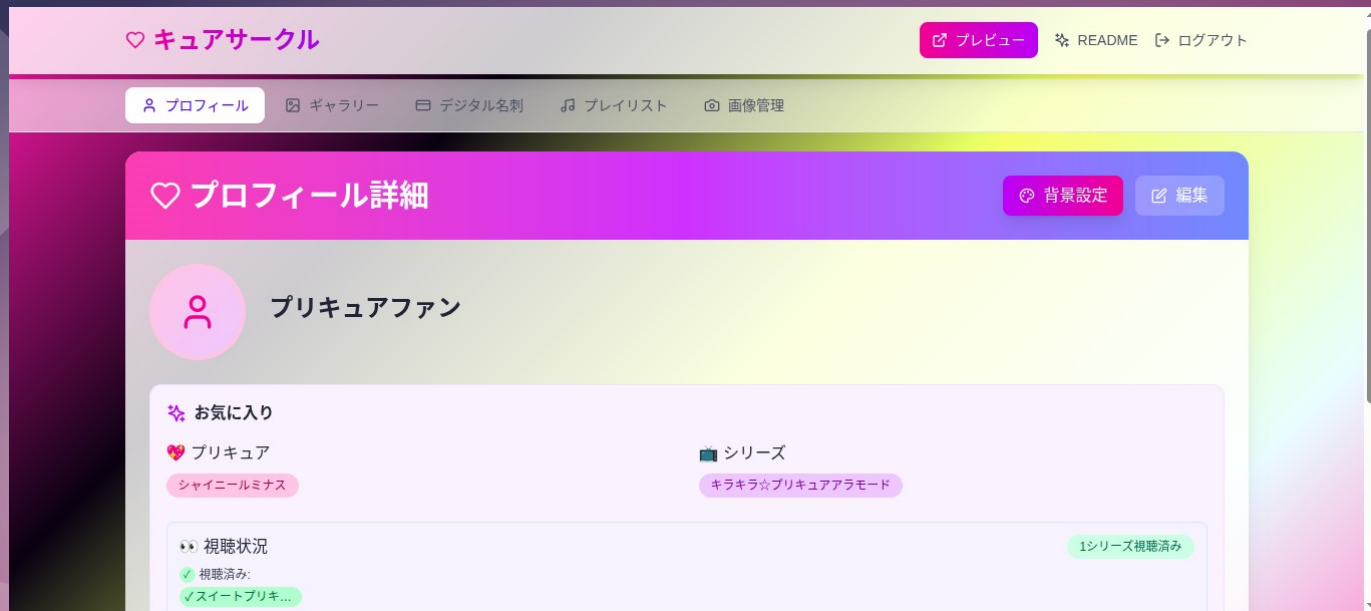 キュアサークル
プレビュー README ログアウト
プロフィール ギャラリー デジタル名刺 プレイリスト 画像管理
プロフィール詳細
背景設定 編集
プリキュアファン
お気に入り
プリキュア シリーズ
シャイニールミナス キラキラ☆プリキュアアラモード
👀 視聴状況 1シリーズ視聴済み
✓ 視聴済み:
✓スイートプリキ...